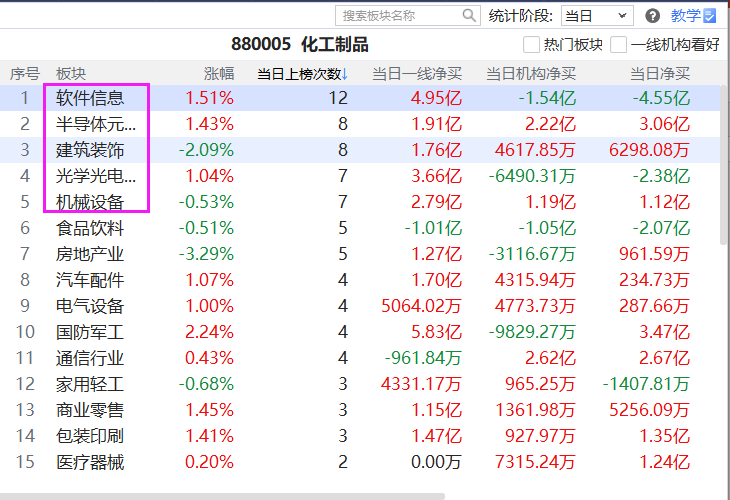 搜索板块名称 统计阶段: 当日 ? 教学
880005 化工制品 热门板块 一线机构看好
序号 板块 涨幅 当日上榜次数↓ 当日一线净买 当日机构净买 当日净买
1 软件信息 1.51% 12 4.95亿 -1.54亿 -4.55亿
2 半导体元... 1.43% 8 1.91亿 2.22亿 3.06亿
3 建筑装饰 -2.09% 8 1.76亿 4617.85万 6298.08万
4 光学光电... 1.04% 7 3.66亿 -6490.31万 -2.38亿
5 机械设备 -0.53% 7 2.79亿 1.19亿 1.12亿
6 食品饮料 -0.51% 5 -1.01亿 -1.05亿 -2.07亿
7 房地产业 -3.29% 5 1.27亿 -3116.67万 961.59万
8 汽车配件 1.07% 4 1.70亿 4315.94万 234.73万
9 电气设备 1.00% 4 5064.02万 4773.73万 287.66万
10 国防军工 2.24% 4 5.83亿 -9829.27万 3.47亿
11 通信行业 0.43% 4 -961.84万 2.62亿 2.67亿
12 家用轻工 -0.68% 3 4331.17万 965.25万 -1407.81万
13 商业零售 1.45% 3 1.15亿 1361.98万 5256.09万
14 包装印刷 1.41% 3 1.47亿 927.97万 1.35亿
15 医疗器械 0.20% 2 0.00万 7315.24万 1.24亿